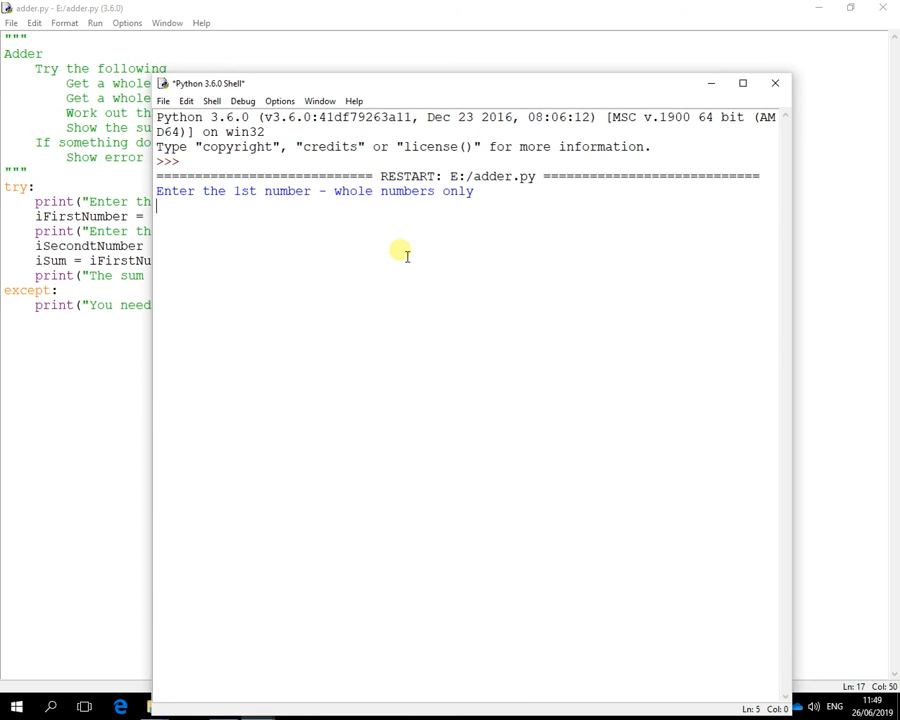 adder.py - E:/adder.py (3.6.0)
File Edit Format Run Options Window Help
"""
Adder
Try the following
Get a whole
Get a whole
Work out th
Show the su
If something do
Show error
"""
try:
print("Enter th
iFirstNumber =
print("Enter th
iSecondtNumber
iSum = iFirstNu
print("The sum
except:
print("You need
*Python 3.6.0 Shell*
File Edit Shell Debug Options Window Help
Python 3.6.0 (v3.6.0:41df79263a11, Dec 23 2016, 08:06:12) [MSC v.1900 64 bit (AM
D64)] on win32
Type "copyright", "credits" or "license()" for more information.
>>>
============================ RESTART: E:/adder.py ============================
Enter the 1st number - whole numbers only
Ln: 5 Col: 0
Ln: 17 Col: 50
ENG
11:49
26/06/2019